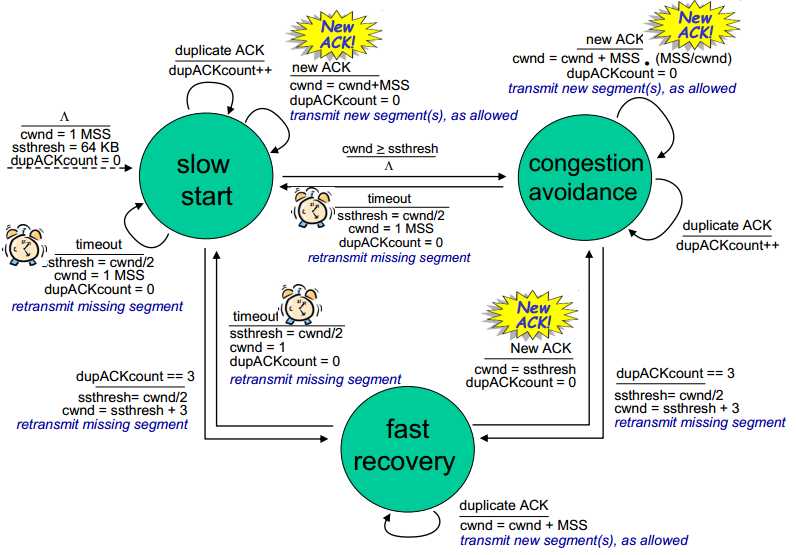 New
ACK!
duplicate ACK
dupACKcount++
new ACK
cwnd = cwnd+MSS
dupACKcount = 0
transmit new segment(s), as allowed
New
ACK!
new ACK
cwnd = cwnd + MSS • (MSS/cwnd)
dupACKcount = 0
transmit new segment(s), as allowed
Λ
cwnd = 1 MSS
ssthresh = 64 KB
dupACKcount = 0
slow
start
cwnd ≥ ssthresh
Λ
congestion
avoidance
timeout
ssthresh = cwnd/2
cwnd = 1 MSS
dupACKcount = 0
retransmit missing segment
duplicate ACK
dupACKcount++
timeout
ssthresh = cwnd/2
cwnd = 1 MSS
dupACKcount = 0
retransmit missing segment
timeout
ssthresh = cwnd/2
cwnd = 1
dupACKcount = 0
retransmit missing segment
New
ACK!
New ACK
cwnd = ssthresh
dupACKcount = 0
dupACKcount == 3
ssthresh= cwnd/2
cwnd = ssthresh + 3
retransmit missing segment
dupACKcount == 3
ssthresh= cwnd/2
cwnd = ssthresh + 3
retransmit missing segment
fast
recovery
duplicate ACK
cwnd = cwnd + MSS
transmit new segment(s), as allowed